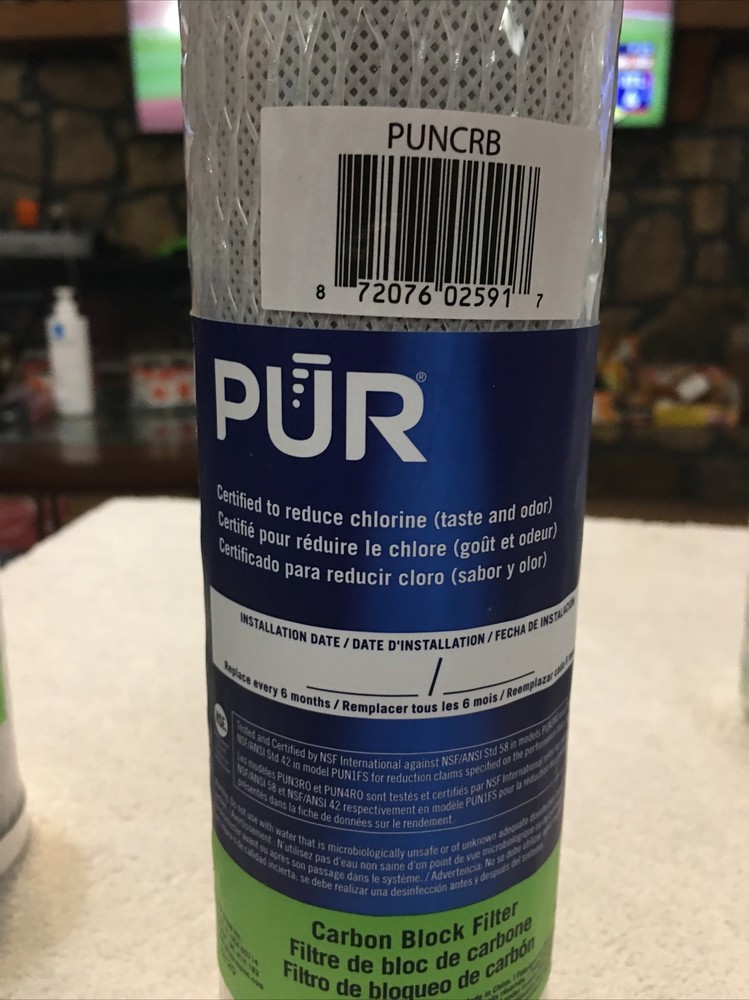 PUNCRB
8 72076 02591 7
PŪR®
Certified to reduce chlorine (taste and odor)
Certifié pour réduire le chlore (goût et odeur)
Certificado para reducir cloro (sabor y olor)
INSTALLATION DATE / DATE D'INSTALLATION / FECHA DE INSTALACIÓN
/
Replace every 6 months / Remplacer tous les 6 mois / Reemplazar cada 6
NSF
Tested and Certified by NSF International against NSF/ANSI Std 58 in models
NSF/ANSI Std 42 in model PUN1FS for reduction claims specified on the
Les modèles PUN3RO et PUN4RO sont testés et certifiés par NSF International
NSF/ANSI 58 et NSF/ANSI 42 respectivement en modèle PUN1FS pour la réduction
présentés dans la fiche de données sur le rendement.
Do not use with water that is microbiologically unsafe or of unknown adequate
/ Avertissement : N'utilisez pas d'eau non saine d'un point de vue microbiologique
avant ou après son passage dans le système. / Advertencia: No se debe
de calidad incierta; se debe realizar una desinfección antes y después del sistema.
Carbon Block Filter
Filtre de bloc de carbone
Filtro de bloqueo de carbón
in China.